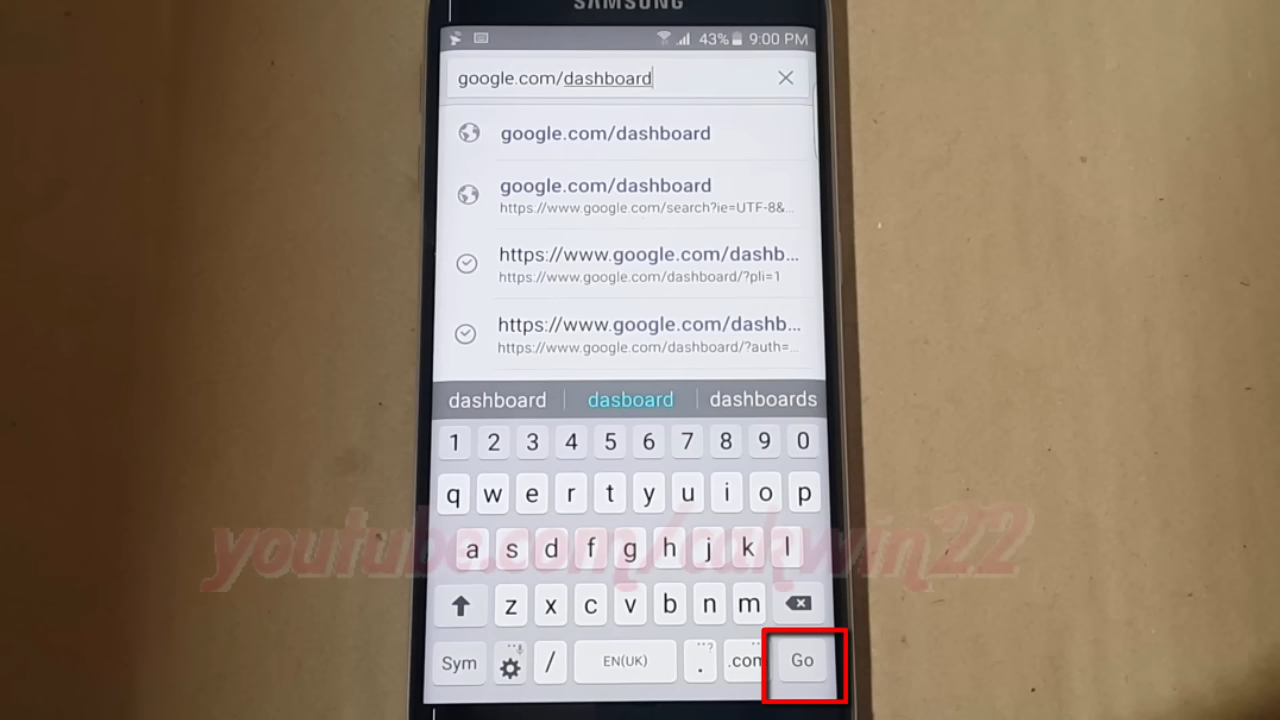 SAMSUNG
43% 9:00 PM
google.com/dashboard
google.com/dashboard
google.com/dashboard
https://www.google.com/search?ie=UTF-8&...
https://www.google.com/dashb...
https://www.google.com/dashboard/?pli=1
https://www.google.com/dashb...
https://www.google.com/dashboard/?auth=...
dashboard dasboard dashboards
1 2 3 4 5 6 7 8 9 0
q w e r t y u i o p
a s d f g h j k l
z x c v b n m
Sym / EN(UK) . .com Go